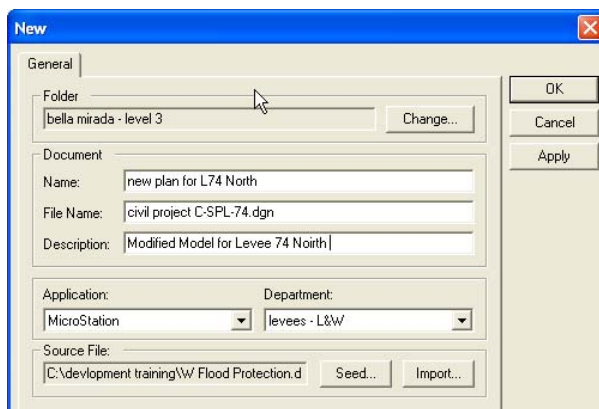 New
General
Folder
bella mirada - level 3
Change...
Document
Name:
new plan for L74 North
File Name:
civil project C-SPL-74.dgn
Description:
Modified Model for Levee 74 Noirth
Application:
Department:
MicroStation
levees - L&W
Source File:
C:\devlopment training\W Flood Protection.d
Seed...
Import...
OK
Cancel
Apply